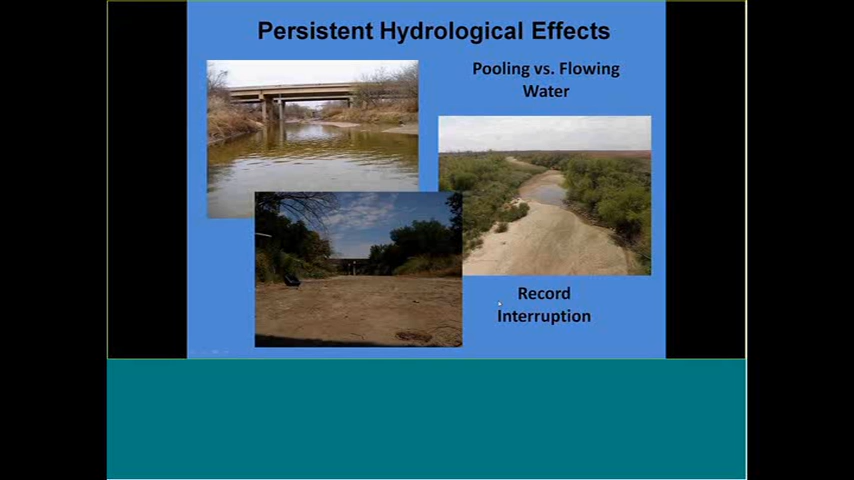 Persistent Hydrological Effects
Pooling vs. Flowing
Water
Record
Interruption